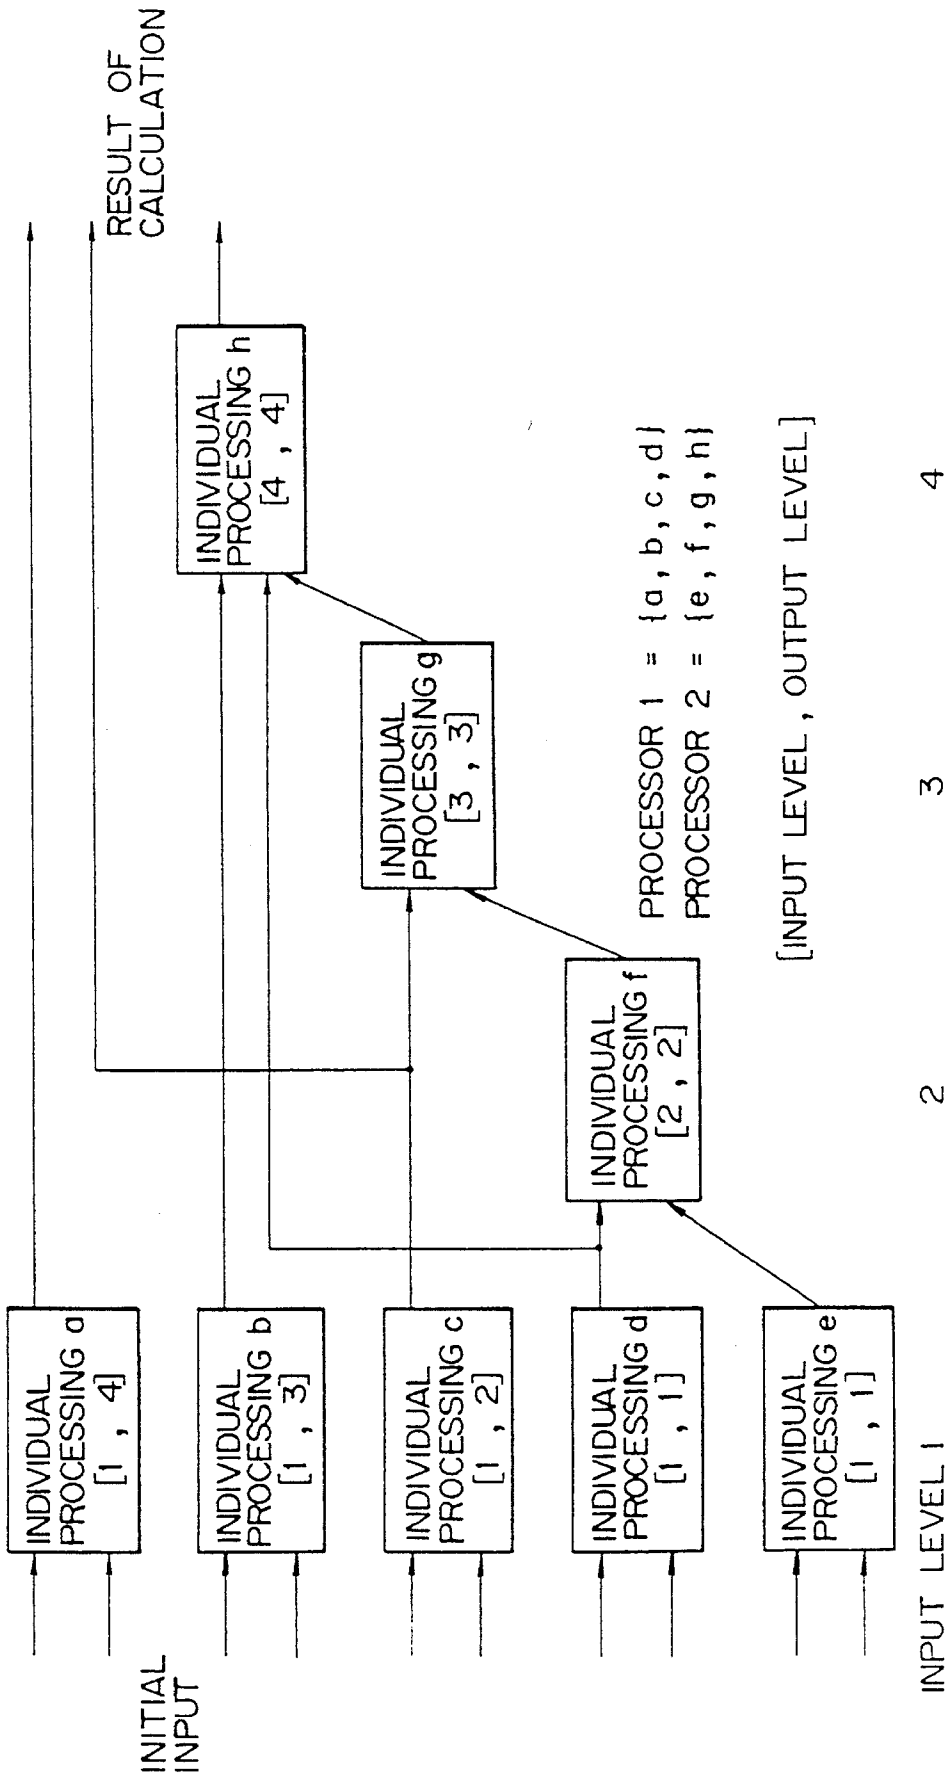 INITIAL
INPUT
INDIVIDUAL
PROCESSING a
[1 , 4]
INDIVIDUAL
PROCESSING b
[1 , 3]
INDIVIDUAL
PROCESSING c
[1 , 2]
INDIVIDUAL
PROCESSING d
[1 , 1]
INDIVIDUAL
PROCESSING e
[1 , 1]
INDIVIDUAL
PROCESSING f
[2 , 2]
INDIVIDUAL
PROCESSING g
[3 , 3]
INDIVIDUAL
PROCESSING h
[4 , 4]
RESULT OF
CALCULATION
PROCESSOR 1 = {a, b, c, d}
PROCESSOR 2 = {e, f, g, h}
[INPUT LEVEL , OUTPUT LEVEL]
INPUT LEVEL 1 2 3 4